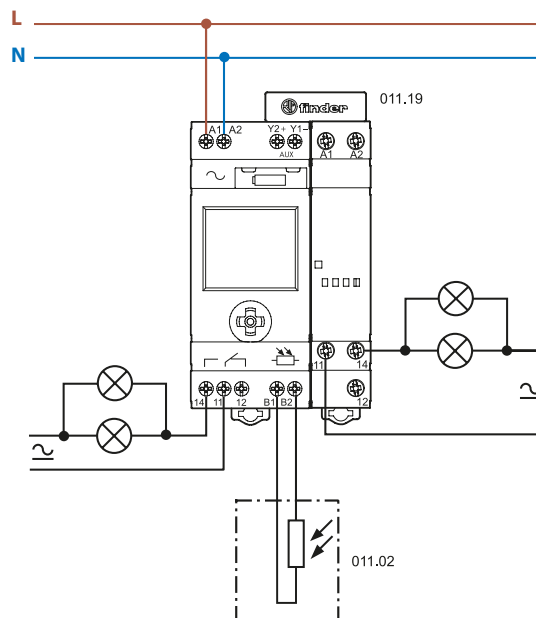 L
N
finder
011.19
A1 A2
Y2+ Y1-
AUX
A1 A2
11
14
14 11 12
B1 B2
12
011.02